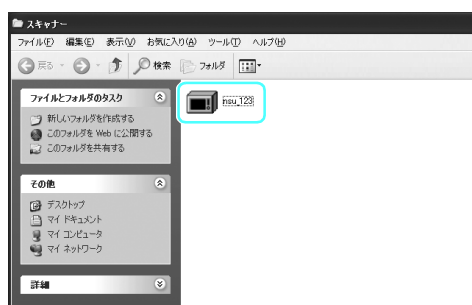 スキャナー
ファイル(F) 編集(E) 表示(V) お気に入り(A) ツール(T) ヘルプ(H)
戻る 検索 フォルダ
ファイルとフォルダのタスク
新しいフォルダを作成する
このフォルダを Web に公開する
このフォルダを共有する
nsu_123
その他
デスクトップ
マイ ドキュメント
マイ コンピュータ
マイ ネットワーク
詳細